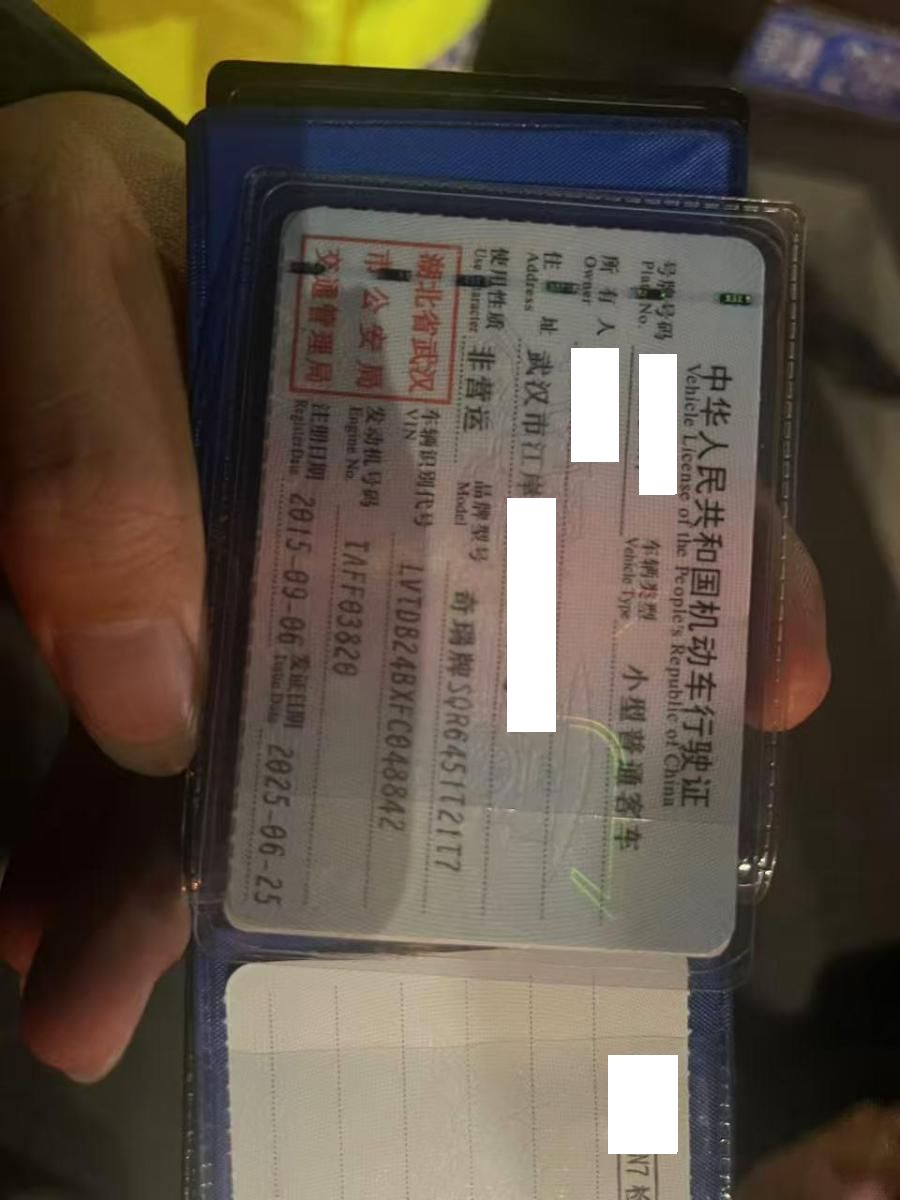 中华人民共和国机动车行驶证
Vehicle License of the People's Republic of China
号牌号码 车辆类型 小型普通客车
Plate No. Vehicle Type
所有人
Owner
住址 武汉市江岸
Address
使用性质 非营运 品牌型号 奇瑞牌SQR6451T21T7
Use Character Model
湖北省武汉
市公安局
交通管理局
车辆识别代号 LVTDB24BXFC048842
VIN
发动机号码 TAFF03820
Engine No.
注册日期 2015-09-06 发证日期 2025-06-25
Register Date Issue Date
N7